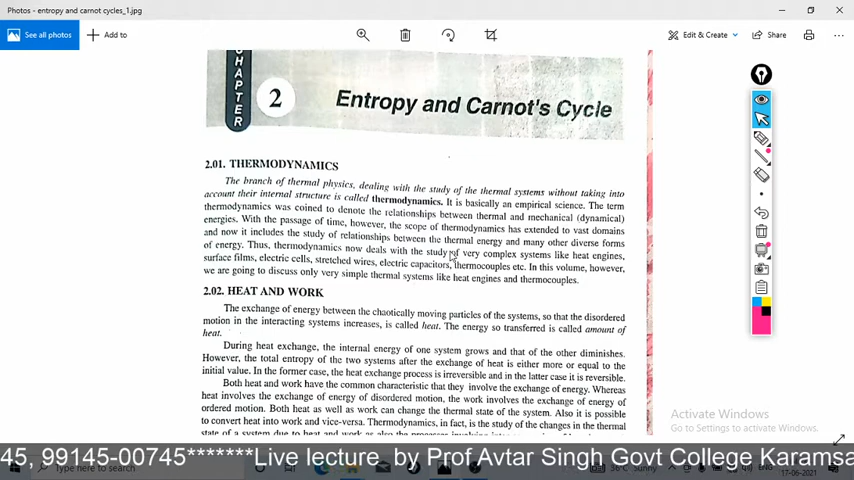 Photos - entropy and carnot cycles_1.jpg
See all photos
Add to
Edit & Create
Share
CHAPTER
2
Entropy and Carnot's Cycle
2.01. THERMODYNAMICS
The branch of thermal physics, dealing with the study of the thermal systems without taking into
account their internal structure is called thermodynamics. It is basically an empirical science. The term
thermodynamics was coined to denote the relationships between thermal and mechanical (dynamical)
energies. With the passage of time, however, the scope of thermodynamics has extended to vast domains
and now it includes the study of relationships between the thermal energy and many other diverse forms
of energy. Thus, thermodynamics now deals with the study of very complex systems like heat engines,
surface films, electric cells, stretched wires, electric capacitors, thermocouples etc. In this volume, however,
we are going to discuss only very simple thermal systems like heat engines and thermocouples.
2.02. HEAT AND WORK
The exchange of energy between the chaotically moving particles of the systems, so that the disordered
motion in the interacting systems increases, is called heat. The energy so transferred is called amount of
heat.
During heat exchange, the internal energy of one system grows and that of the other diminishes.
However, the total entropy of the two systems after the exchange of heat is either more or equal to the
initial value. In the former case, the heat exchange process is irreversible and in the latter case it is reversible.
Both heat and work have the common characteristic that they involve the exchange of energy. Whereas
heat involves the exchange of energy of disordered motion, the work involves the exchange of energy of
ordered motion. Both heat as well as work can change the thermal state of the system. Also it is possible
to convert heat into work and vice-versa. Thermodynamics, in fact, is the study of the changes in the thermal
state of a system due to heat and work as also the processes involving
Activate Windows
Go to Settings to activate Windows.
45, 99145-00745*******Live lecture by Prof Avtar Singh Govt College Karamsa
Type here to search
36°C Sunny
17-06-2021